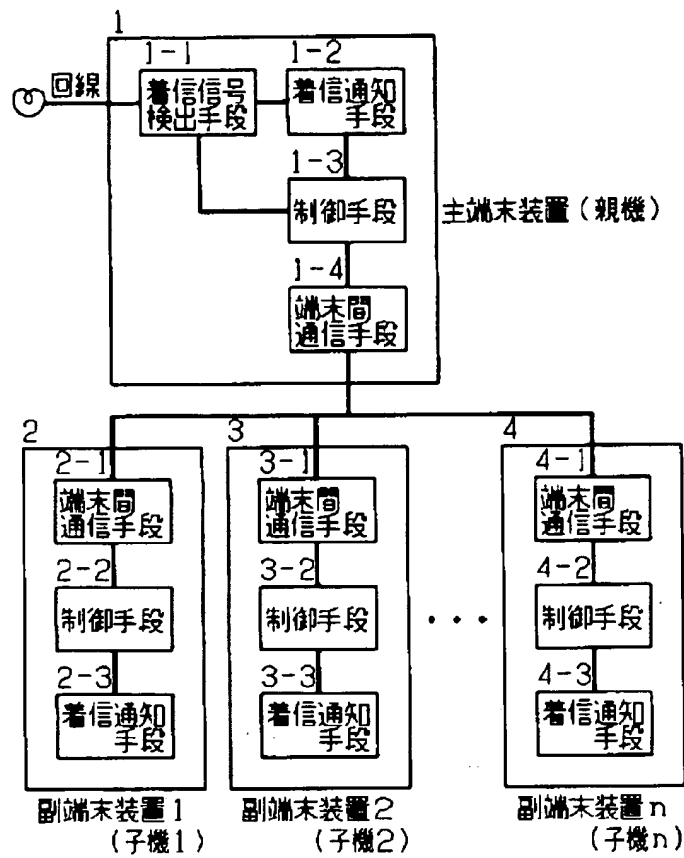 1
1-1
1-2
回線
着信信号
検出手段
着信通知
手段
1-3
制御手段
主端末装置(親機)
1-4
端末間
通信手段
2
3
4
2-1
3-1
4-1
端末間
通信手段
端末間
通信手段
端末間
通信手段
2-2
3-2
4-2
制御手段
制御手段
・・・
制御手段
2-3
3-3
4-3
着信通知
手段
着信通知
手段
着信通知
手段
副端末装置1
(子機1)
副端末装置2
(子機2)
副端末装置n
(子機n)